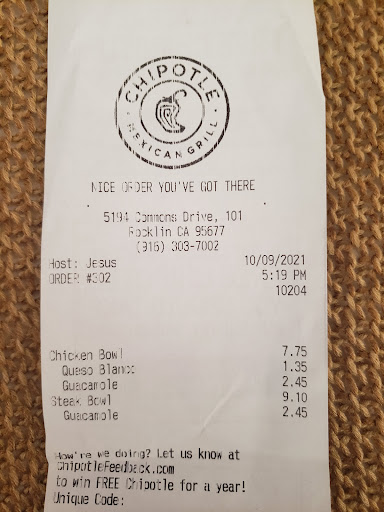 CHIPOTLE
MEXICAN GRILL
NICE ORDER YOU'VE GOT THERE
5194 Commons Drive, 101
Rocklin CA 95677
(916) 303-7002
Host: Jesus 10/09/2021
ORDER #302 5:19 PM
10204
Chicken Bowl 7.75
Queso Blanco 1.35
Guacamole 2.45
Steak Bowl 9.10
Guacamole 2.45
How're we doing? Let us know at
ChipotleFeedback.com
to win FREE Chipotle for a year!
Unique Code: